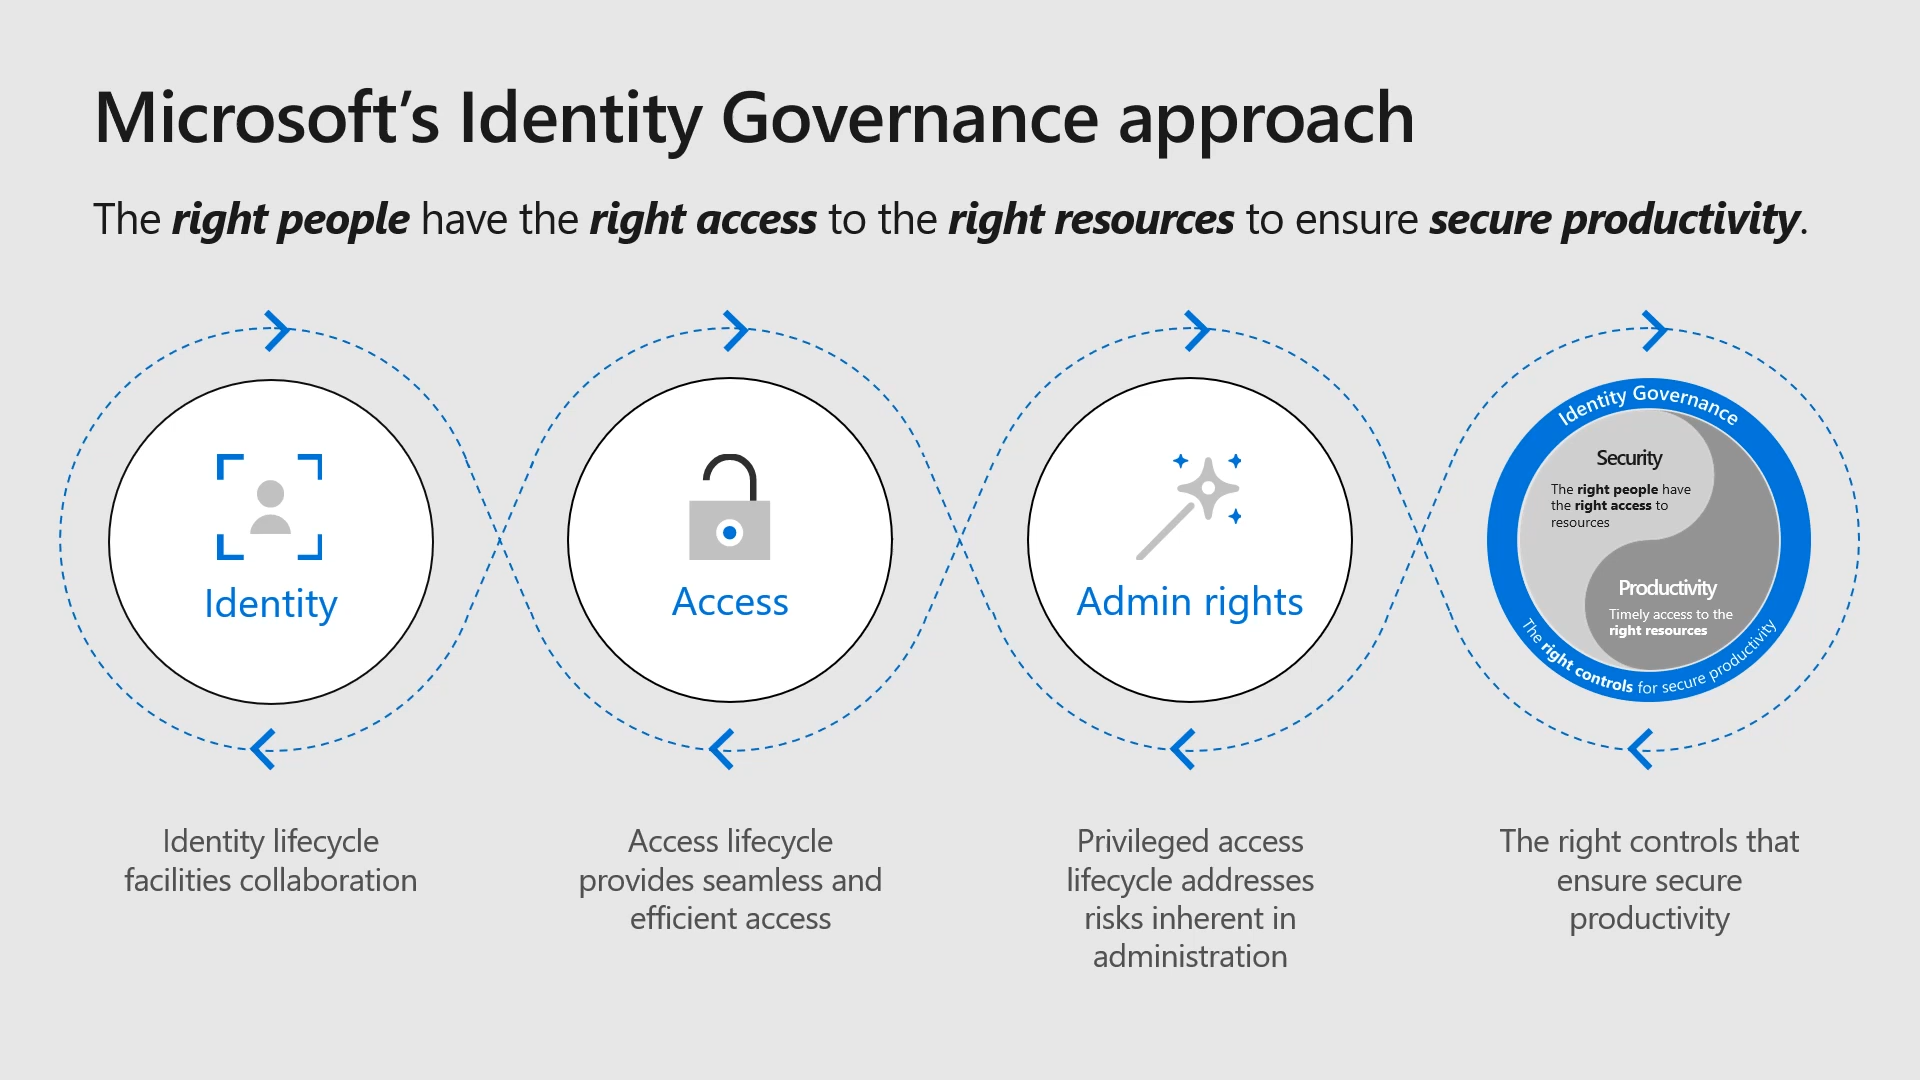 Microsoft’s Identity Governance approach
The right people have the right access to the right resources to ensure secure productivity.
Identity
Access
Admin rights
Identity Governance
Security
The right people have
the right access to
resources
Productivity
Timely access to the
right resources
The right controls for secure productivity
Identity lifecycle
facilities collaboration
Access lifecycle
provides seamless and
efficient access
Privileged access
lifecycle addresses
risks inherent in
administration
The right controls that
ensure secure
productivity